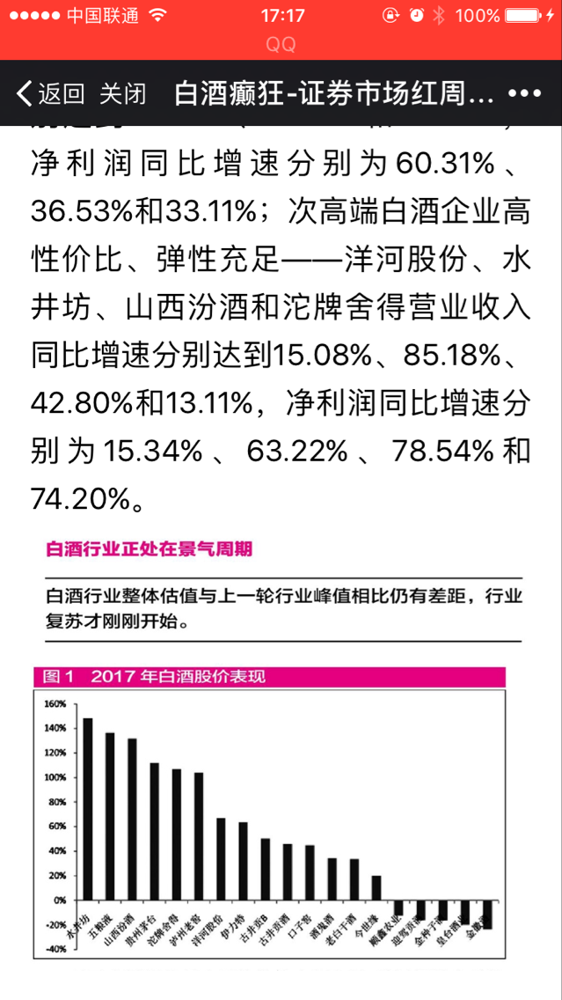 中国联通 17:17 100%
QQ
返回 关闭 白酒癫狂-证券市场红周...
净利润同比增速分别为60.31%、
36.53%和33.11%；次高端白酒企业高
性价比、弹性充足——洋河股份、水
井坊、山西汾酒和沱牌舍得营业收入
同比增速分别达到15.08%、85.18%、
42.80%和13.11%，净利润同比增速分
别为15.34%、63.22%、78.54%和
74.20%。
白酒行业正处在景气周期
白酒行业整体估值与上一轮行业峰值相比仍有差距，行业
复苏才刚刚开始。
图1 2017年白酒股价表现
160%
140%
120%
100%
80%
60%
40%
20%
0%
-20%
-40%
水井坊
五粮液
山西汾酒
贵州茅台
沱牌舍得
泸州老窖
洋河股份
伊力特
古井贡B
古井贡酒
口子窖
酒鬼酒
老白干酒
今世缘
顺鑫农业
迎驾贡酒
金种子酒
皇台酒业
金徽酒